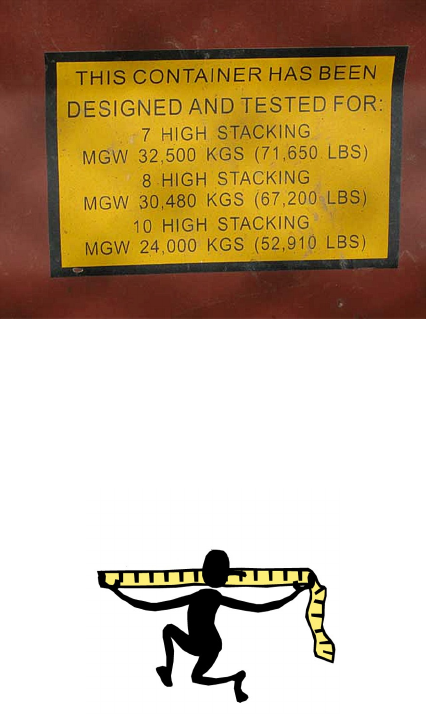 THIS CONTAINER HAS BEEN
DESIGNED AND TESTED FOR:
7 HIGH STACKING
MGW 32,500 KGS (71,650 LBS)
8 HIGH STACKING
MGW 30,480 KGS (67,200 LBS)
10 HIGH STACKING
MGW 24,000 KGS (52,910 LBS)